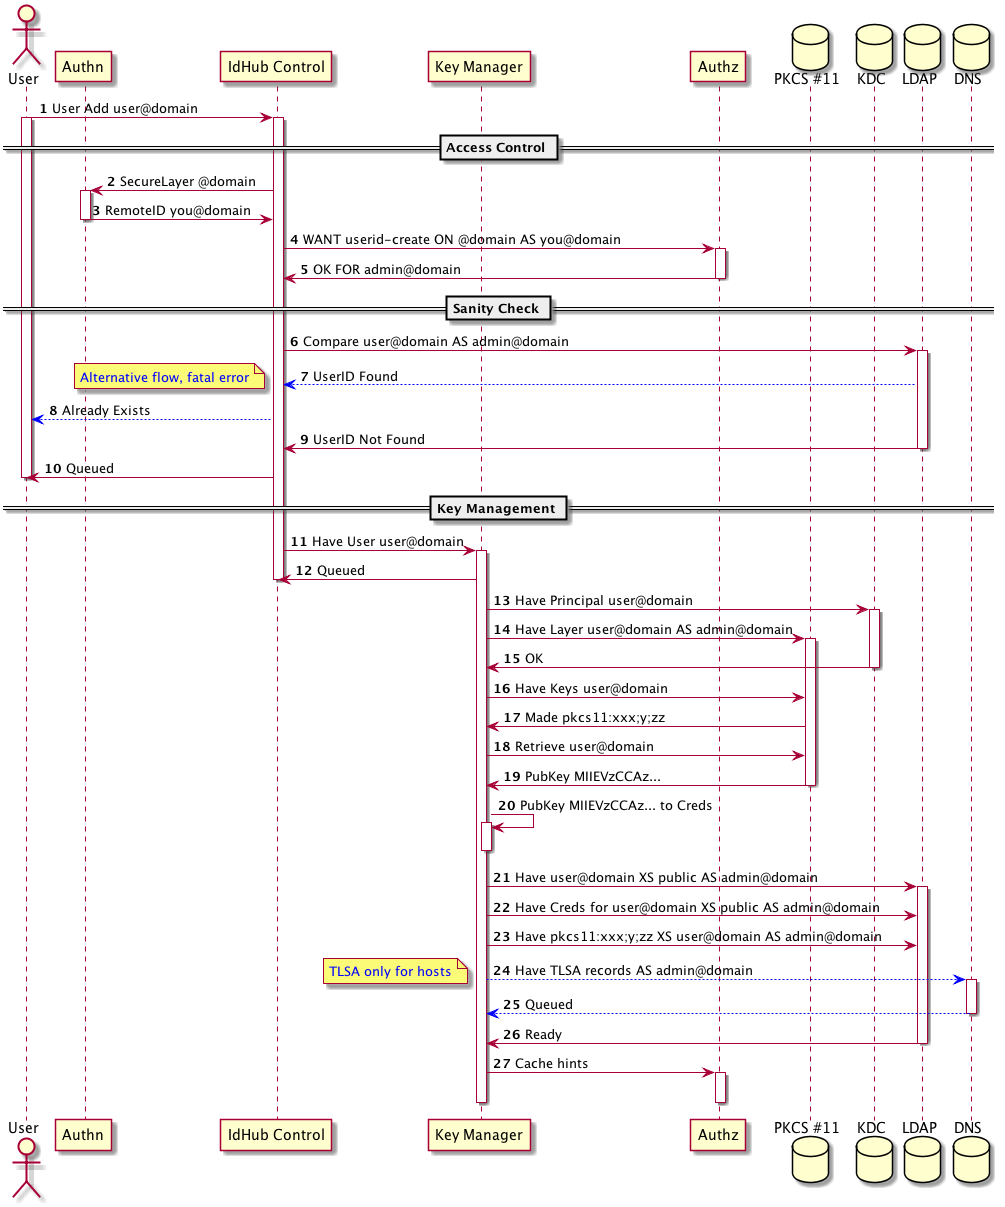 User
Authn
IdHub Control
Key Manager
Authz
PKCS #11
KDC
LDAP
DNS
1 User Add user@domain
Access Control
2 SecureLayer @domain
3 RemoteID you@domain
4 WANT userid-create ON @domain AS you@domain
5 OK FOR admin@domain
Sanity Check
6 Compare user@domain AS admin@domain
Alternative flow, fatal error
7 UserID Found
8 Already Exists
9 UserID Not Found
10 Queued
Key Management
11 Have User user@domain
12 Queued
13 Have Principal user@domain
14 Have Layer user@domain AS admin@domain
15 OK
16 Have Keys user@domain
17 Made pkcs11:xxx;y;zz
18 Retrieve user@domain
19 PubKey MIIEVzCCAz...
20 PubKey MIIEVzCCAz... to Creds
21 Have user@domain XS public AS admin@domain
22 Have Creds for user@domain XS public AS admin@domain
23 Have pkcs11:xxx;y;zz XS user@domain AS admin@domain
TLSA only for hosts
24 Have TLSA records AS admin@domain
25 Queued
26 Ready
27 Cache hints
User
Authn
IdHub Control
Key Manager
Authz
PKCS #11
KDC
LDAP
DNS